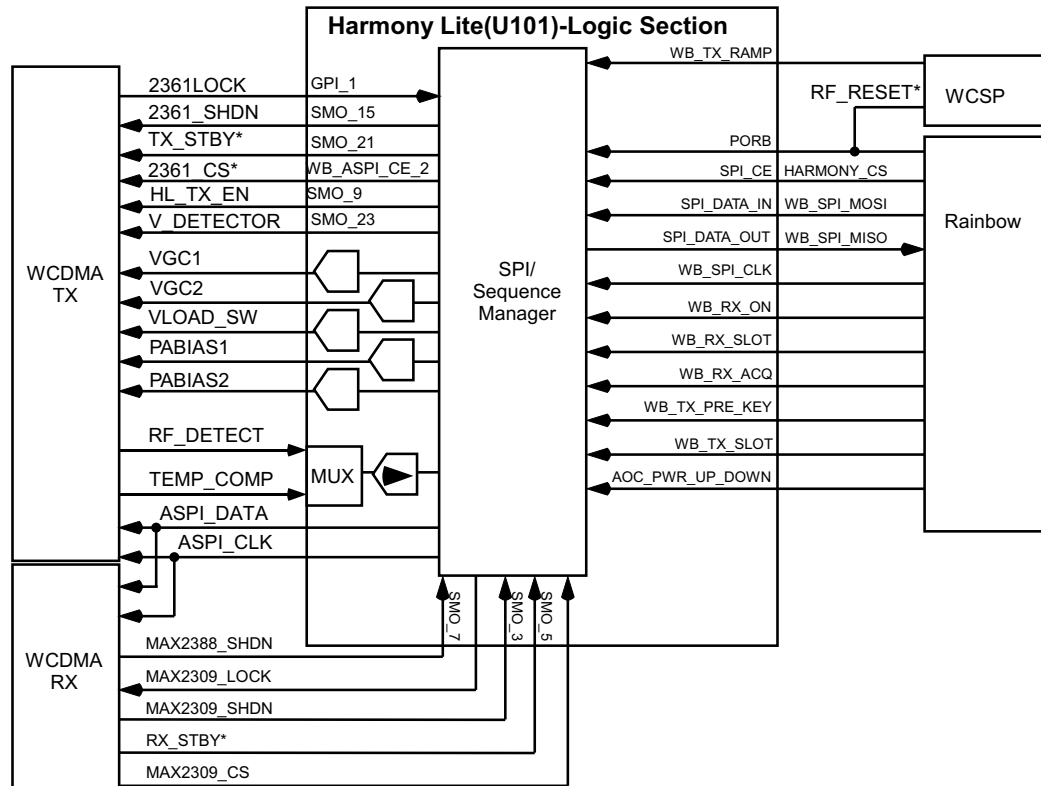 Harmony Lite(U101)-Logic Section
WB_TX_RAMP
WCSP
RF_RESET*
2361LOCK GPI_1
2361_SHDN SMO_15
TX_STBY* SMO_21
2361_CS* WB_ASPI_CE_2
HL_TX_EN SMO_9
V_DETECTOR SMO_23
VGC1
VGC2
VLOAD_SW
PABIAS1
PABIAS2
RF_DETECT
TEMP_COMP
ASPI_DATA
ASPI_CLK
WCDMA
TX
MUX
SPI/
Sequence
Manager
PORB
SPI_CE HARMONY_CS
SPI_DATA_IN WB_SPI_MOSI
SPI_DATA_OUT WB_SPI_MISO
WB_SPI_CLK
WB_RX_ON
WB_RX_SLOT
WB_RX_ACQ
WB_TX_PRE_KEY
WB_TX_SLOT
AOC_PWR_UP_DOWN
Rainbow
SMO_7
SMO_3
SMO_5
WCDMA
RX
MAX2388_SHDN
MAX2309_LOCK
MAX2309_SHDN
RX_STBY*
MAX2309_CS